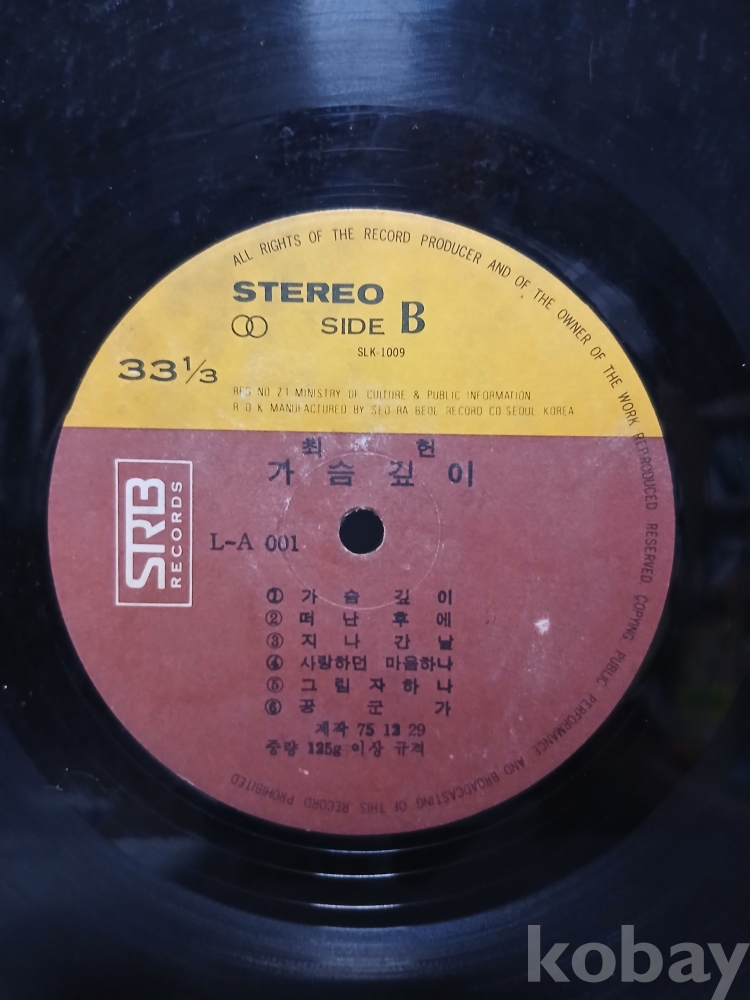 ALL RIGHTS OF THE RECORD PRODUCER AND OF THE OWNER OF THE WORK REPRODUCED RESERVED. COPYING, PUBLIC PERFORMANCE AND BROADCASTING OF THIS RECORD PROHIBITED
STEREO
SIDE B
SLK-1009
33 1/3
REG NO 21 MINISTRY OF CULTURE & PUBLIC INFORMATION
R O K MANUFACTURED BY SEO RA BEOL RECORD CO SEOUL KOREA
최 헌
가 슴 깊 이
STRB
RECORDS
L-A 001
① 가 슴 깊 이
② 떠 난 후 에
③ 지 나 간 날
④ 사랑하던 마음하나
⑤ 그 림 자 하 나
⑥ 공 군 가
제작 75 12 29
중량 125g 이상 규격
kobay